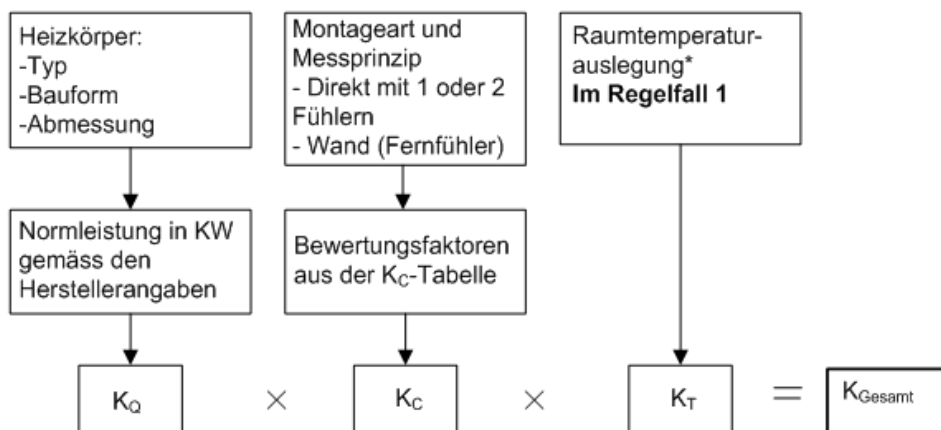 Heizkörper:
-Typ
-Bauform
-Abmessung
Montageart und
Messprinzip
- Direkt mit 1 oder 2
Fühlern
- Wand (Fernfühler)
Raumtemperatur-
auslegung*
Im Regelfall 1
Normleistung in KW
gemäss den
Herstellerangaben
Bewertungsfaktoren
aus der KC-Tabelle
KQ × KC × KT = KGesamt